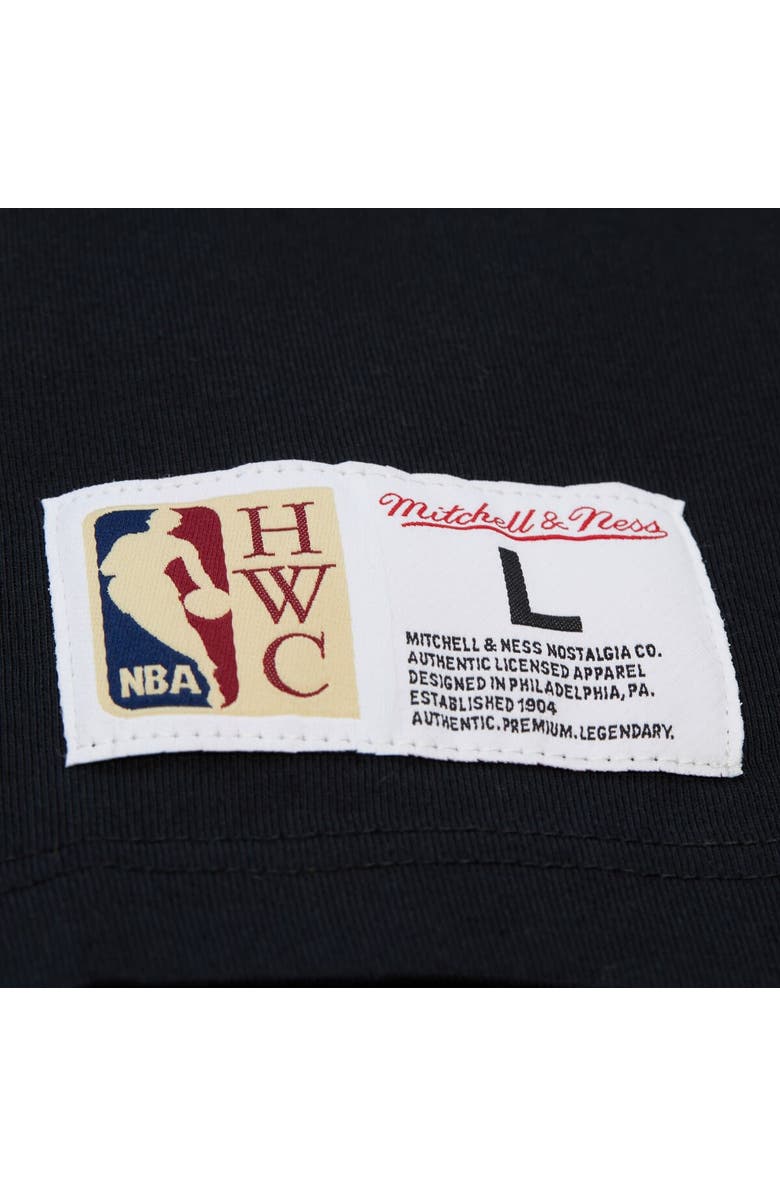 NBA
H
W
C
Mitchell & Ness
L
MITCHELL & NESS NOSTALGIA CO.
AUTHENTIC LICENSED APPAREL
DESIGNED IN PHILADELPHIA, PA.
ESTABLISHED 1904
AUTHENTIC.PREMIUM.LEGENDARY.